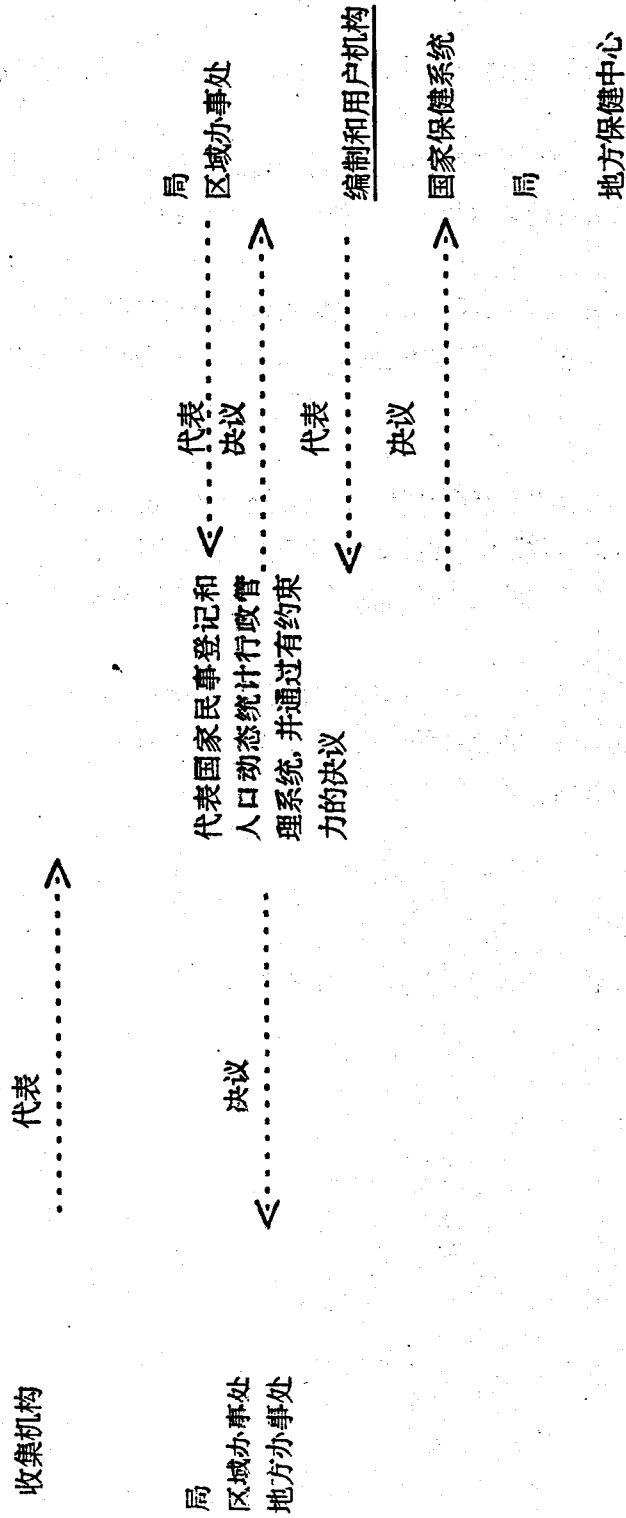 收集机构
局
区域办事处
地方办事处
代表
决议
代表国家民事登记和
人口动态统计行政管
理系统,并通过有约束
力的决议
代表
决议
代表
决议
局
区域办事处
编制和用户机构
国家保健系统
局
地方保健中心